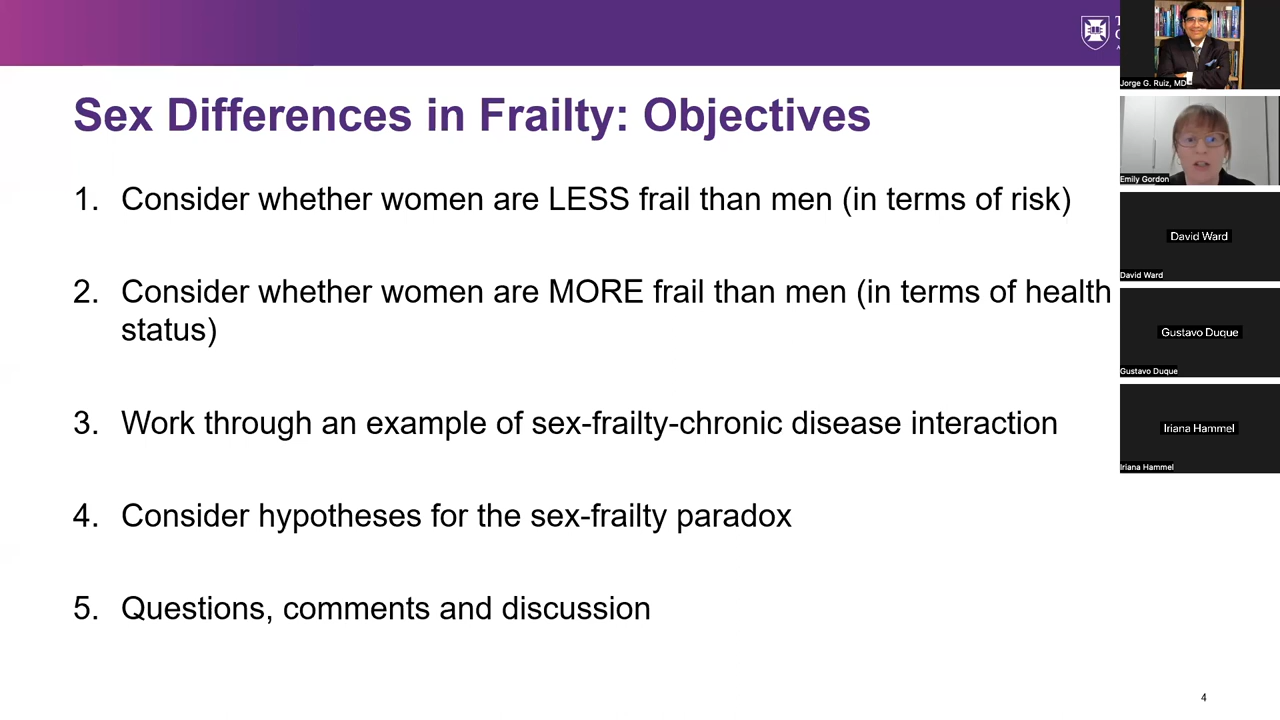 Sex Differences in Frailty: Objectives
1. Consider whether women are LESS frail than men (in terms of risk)
2. Consider whether women are MORE frail than men (in terms of health
status)
3. Work through an example of sex-frailty-chronic disease interaction
4. Consider hypotheses for the sex-frailty paradox
5. Questions, comments and discussion
4
Jorge G. Ruiz, MD
Emily Gordon
David Ward
David Ward
Gustavo Duque
Gustavo Duque
Iriana Hammel
Iriana Hammel